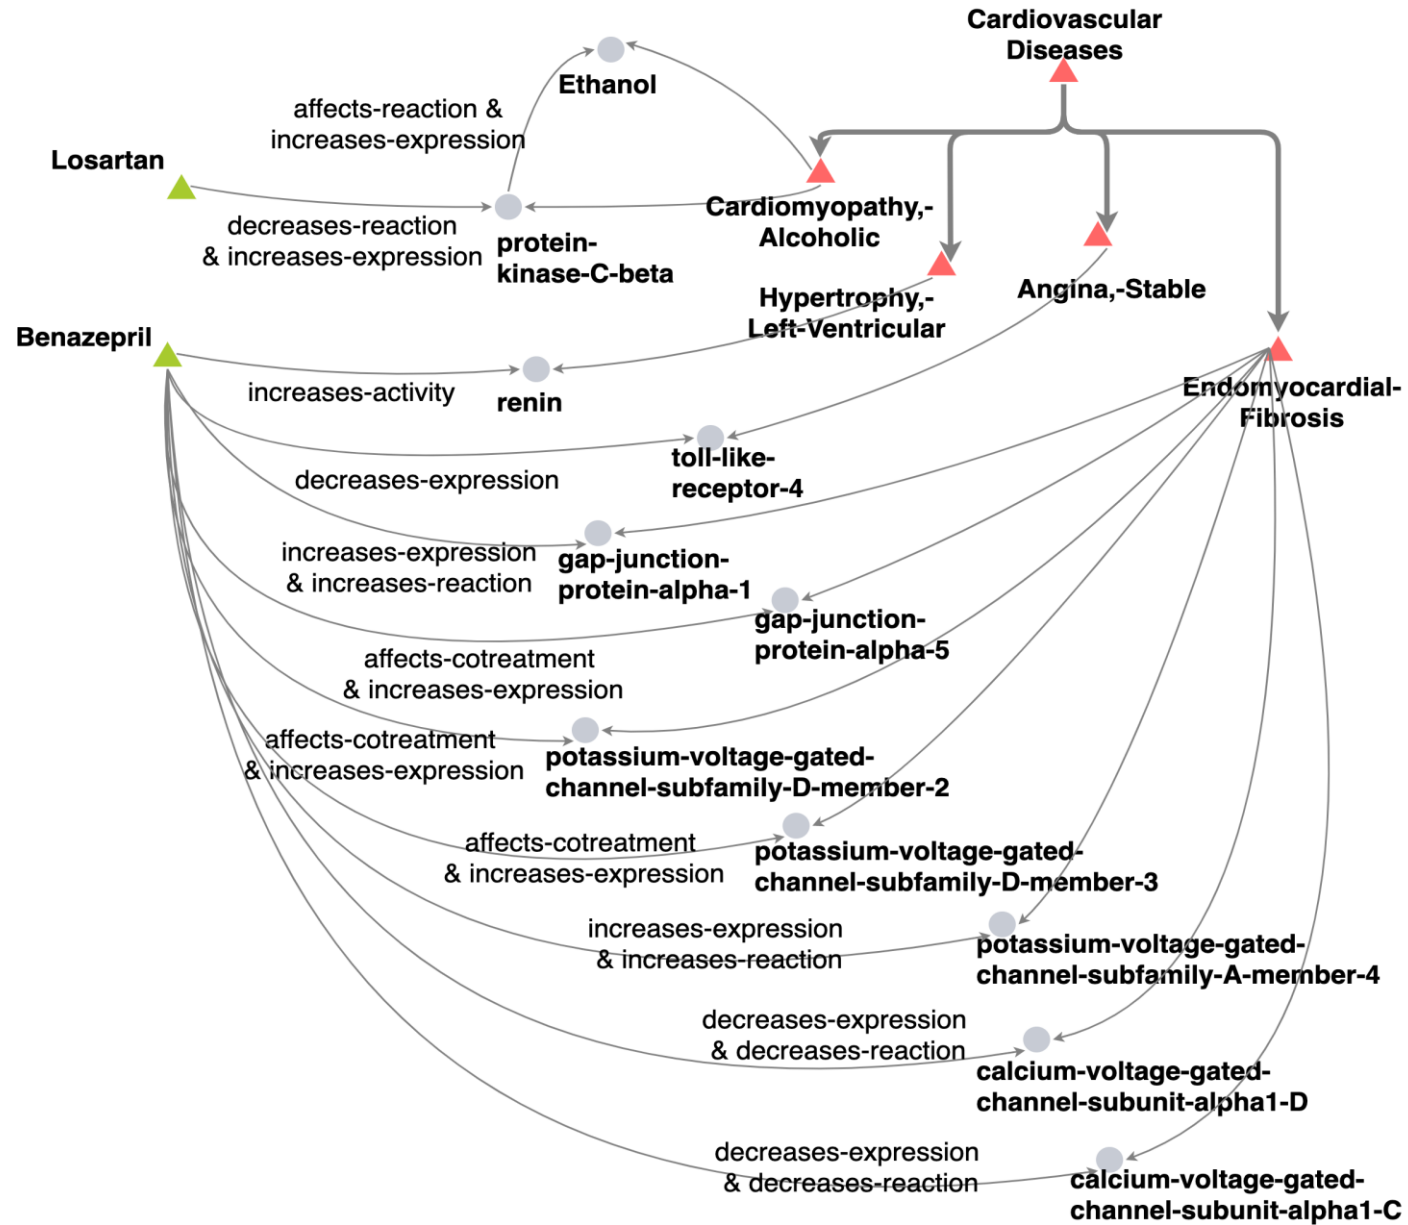 Cardiovascular
Diseases
Ethanol
affects-reaction &
increases-expression
Losartan
decreases-reaction
& increases-expression
protein-
kinase-C-beta
Cardiomyopathy,-
Alcoholic
Hypertrophy,-
Left-Ventricular
Angina,-Stable
Benazepril
increases-activity
renin
Endomyocardial-
Fibrosis
toll-like-
receptor-4
decreases-expression
increases-expression
& increases-reaction
gap-junction-
protein-alpha-1
gap-junction-
protein-alpha-5
affects-cotreatment
& increases-expression
affects-cotreatment
& increases-expression
potassium-voltage-gated-
channel-subfamily-D-member-2
affects-cotreatment
& increases-expression
potassium-voltage-gated-
channel-subfamily-D-member-3
increases-expression
& increases-reaction
potassium-voltage-gated-
channel-subfamily-A-member-4
decreases-expression
& decreases-reaction
calcium-voltage-gated-
channel-subunit-alpha1-D
decreases-expression
& decreases-reaction
calcium-voltage-gated-
channel-subunit-alpha1-C